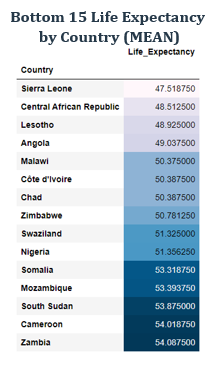 Bottom 15 Life Expectancy
by Country (MEAN)
Life_Expectancy
Country
Sierra Leone 47.518750
Central African Republic 48.512500
Lesotho 48.925000
Angola 49.037500
Malawi 50.375000
Côte d'Ivoire 50.387500
Chad 50.387500
Zimbabwe 50.781250
Swaziland 51.325000
Nigeria 51.356250
Somalia 53.318750
Mozambique 53.393750
South Sudan 53.875000
Cameroon 54.018750
Zambia 54.087500